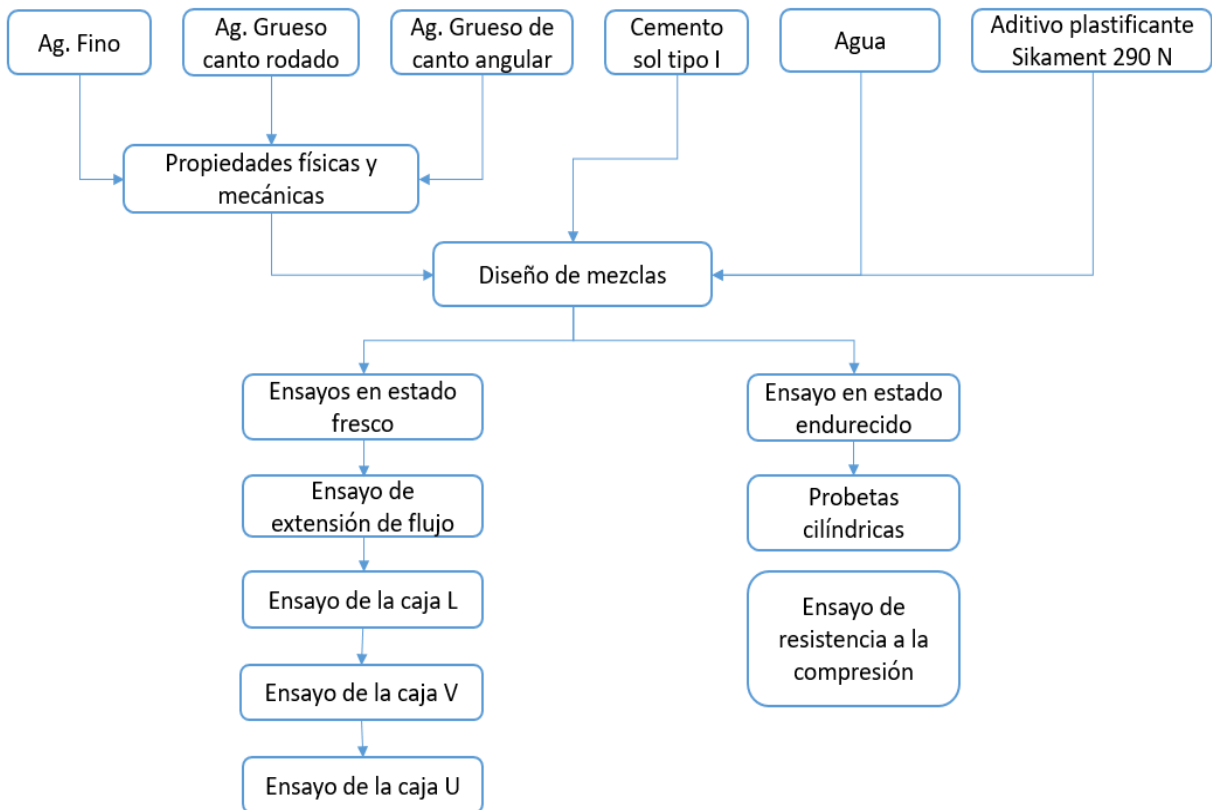 Ag. Fino
Ag. Grueso
canto rodado
Ag. Grueso de
canto angular
Cemento
sol tipo I
Agua
Aditivo plastificante
Sikament 290 N
Propiedades físicas y
mecánicas
Diseño de mezclas
Ensayos en estado
fresco
Ensayo de
extensión de flujo
Ensayo de la caja L
Ensayo de la caja V
Ensayo de la caja U
Ensayo en estado
endurecido
Probetas
cilíndricas
Ensayo de
resistencia a la
compresión